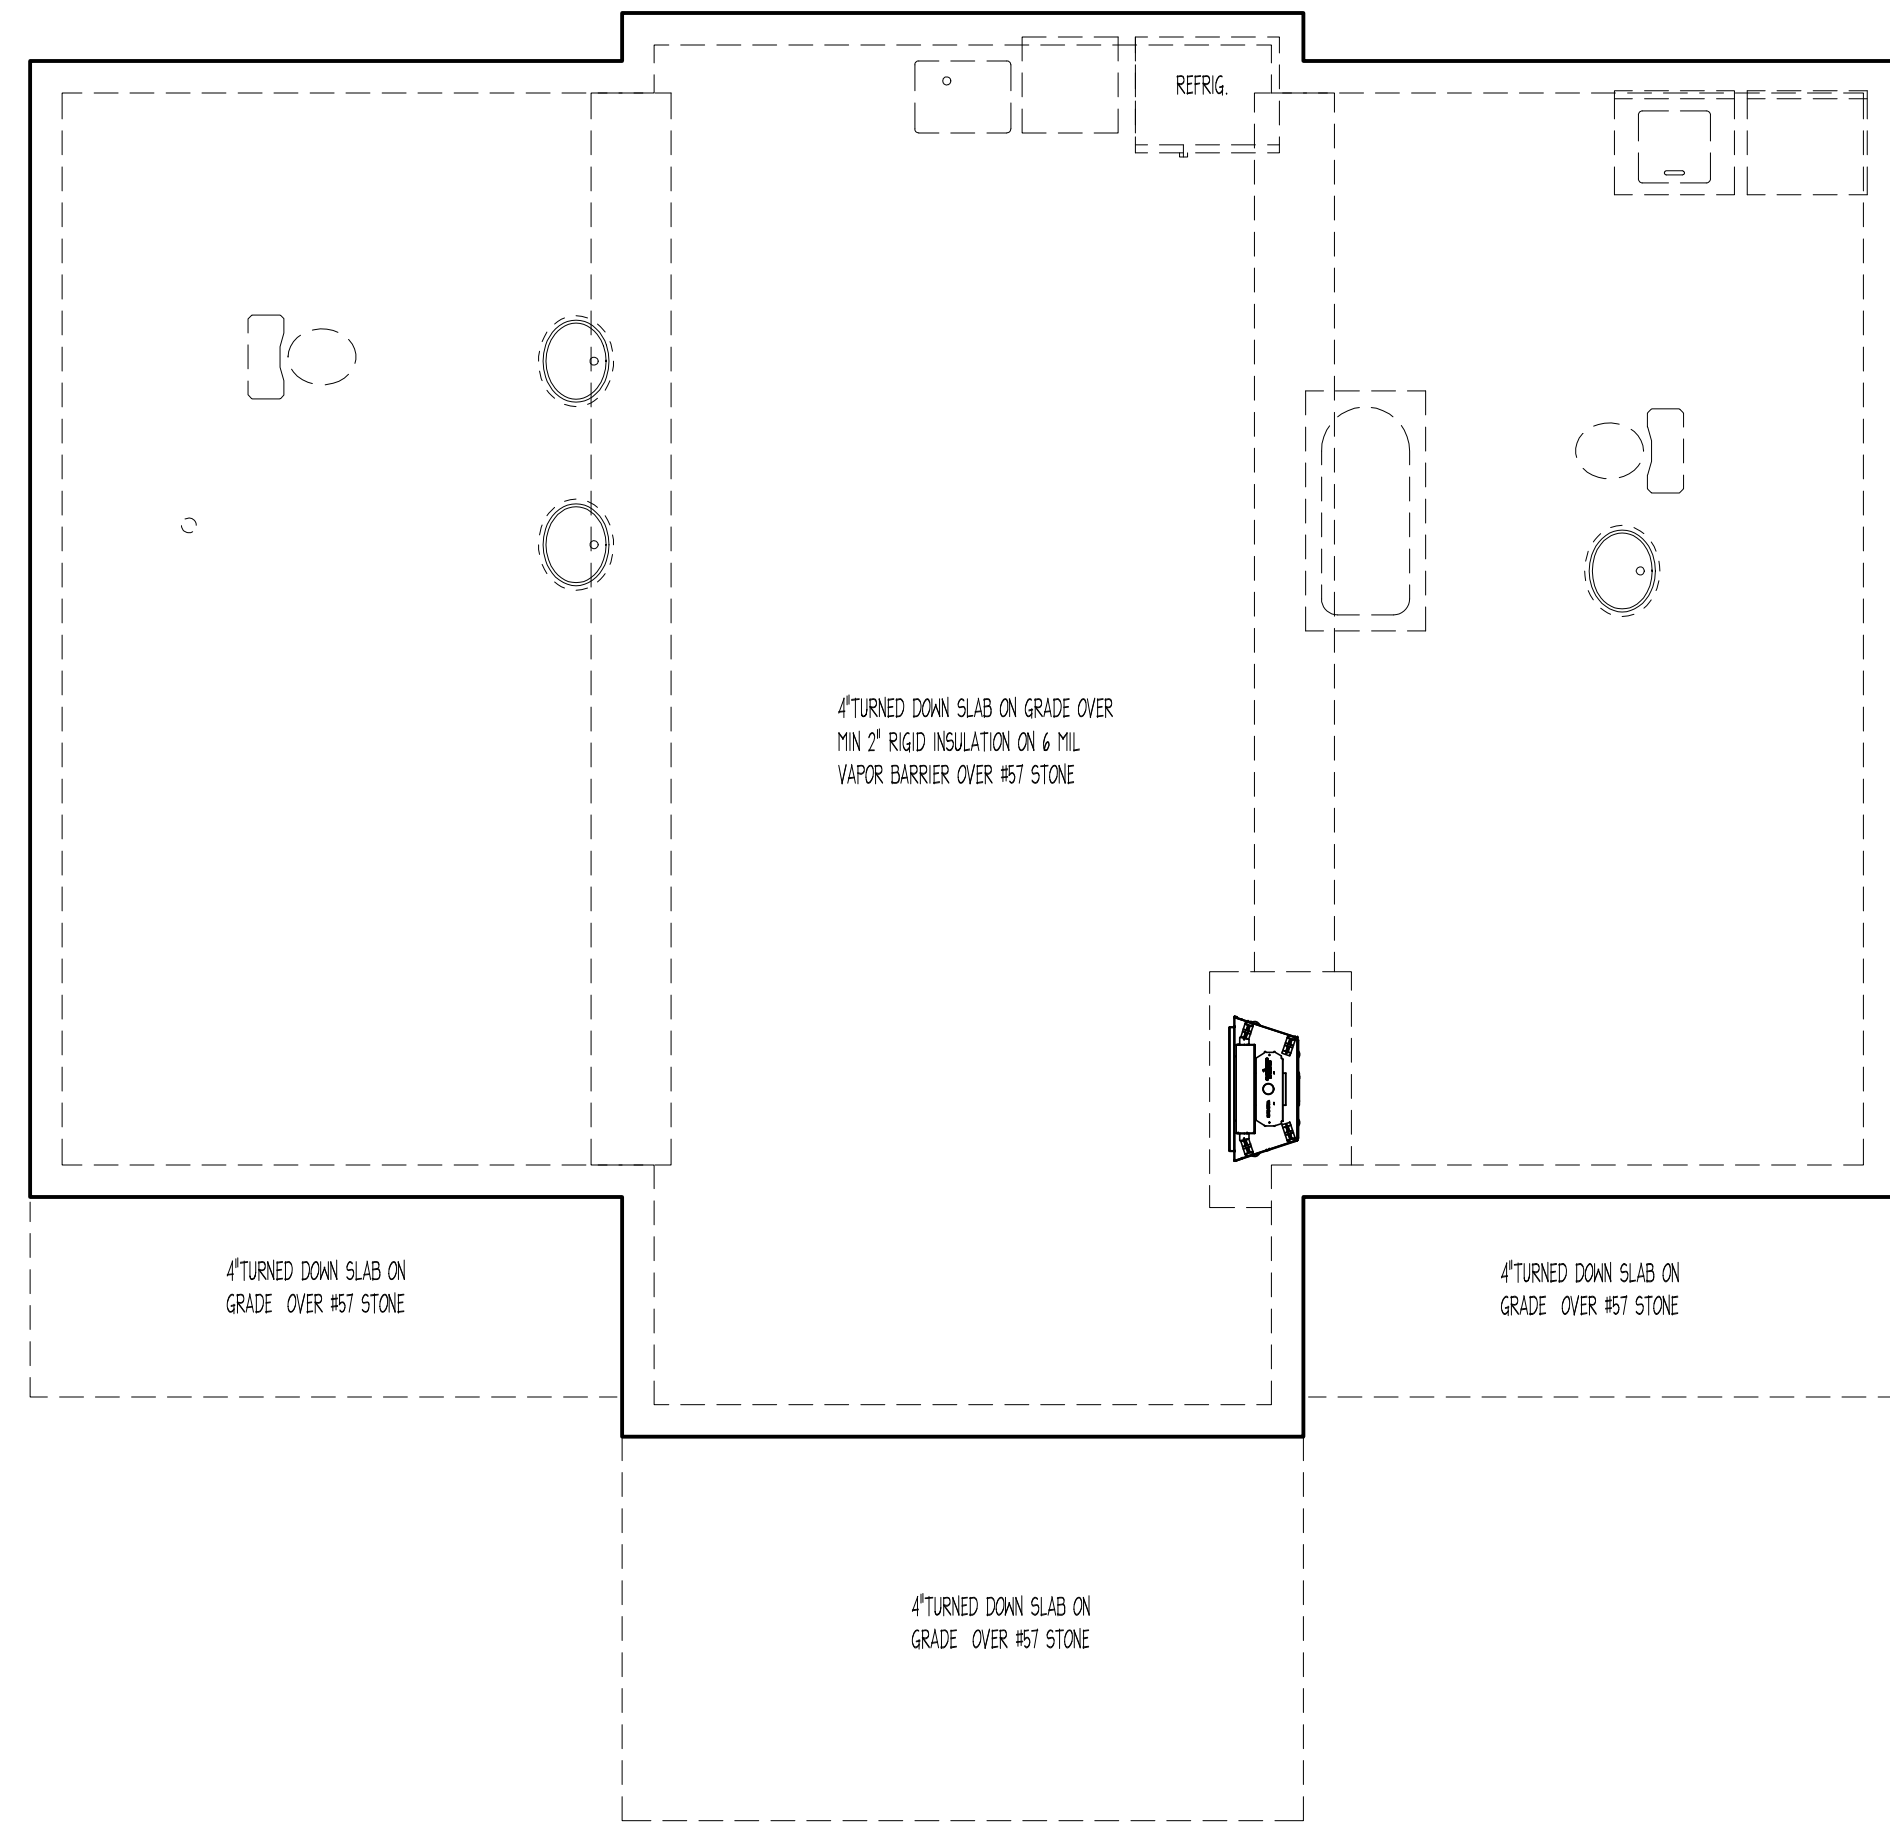 REFRIG.
4"TURNED DOWN SLAB ON GRADE OVER
MIN 2" RIGID INSULATION ON 6 MIL
VAPOR BARRIER OVER #57 STONE
4"TURNED DOWN SLAB ON
GRADE OVER #57 STONE
4"TURNED DOWN SLAB ON
GRADE OVER #57 STONE
4"TURNED DOWN SLAB ON
GRADE OVER #57 STONE